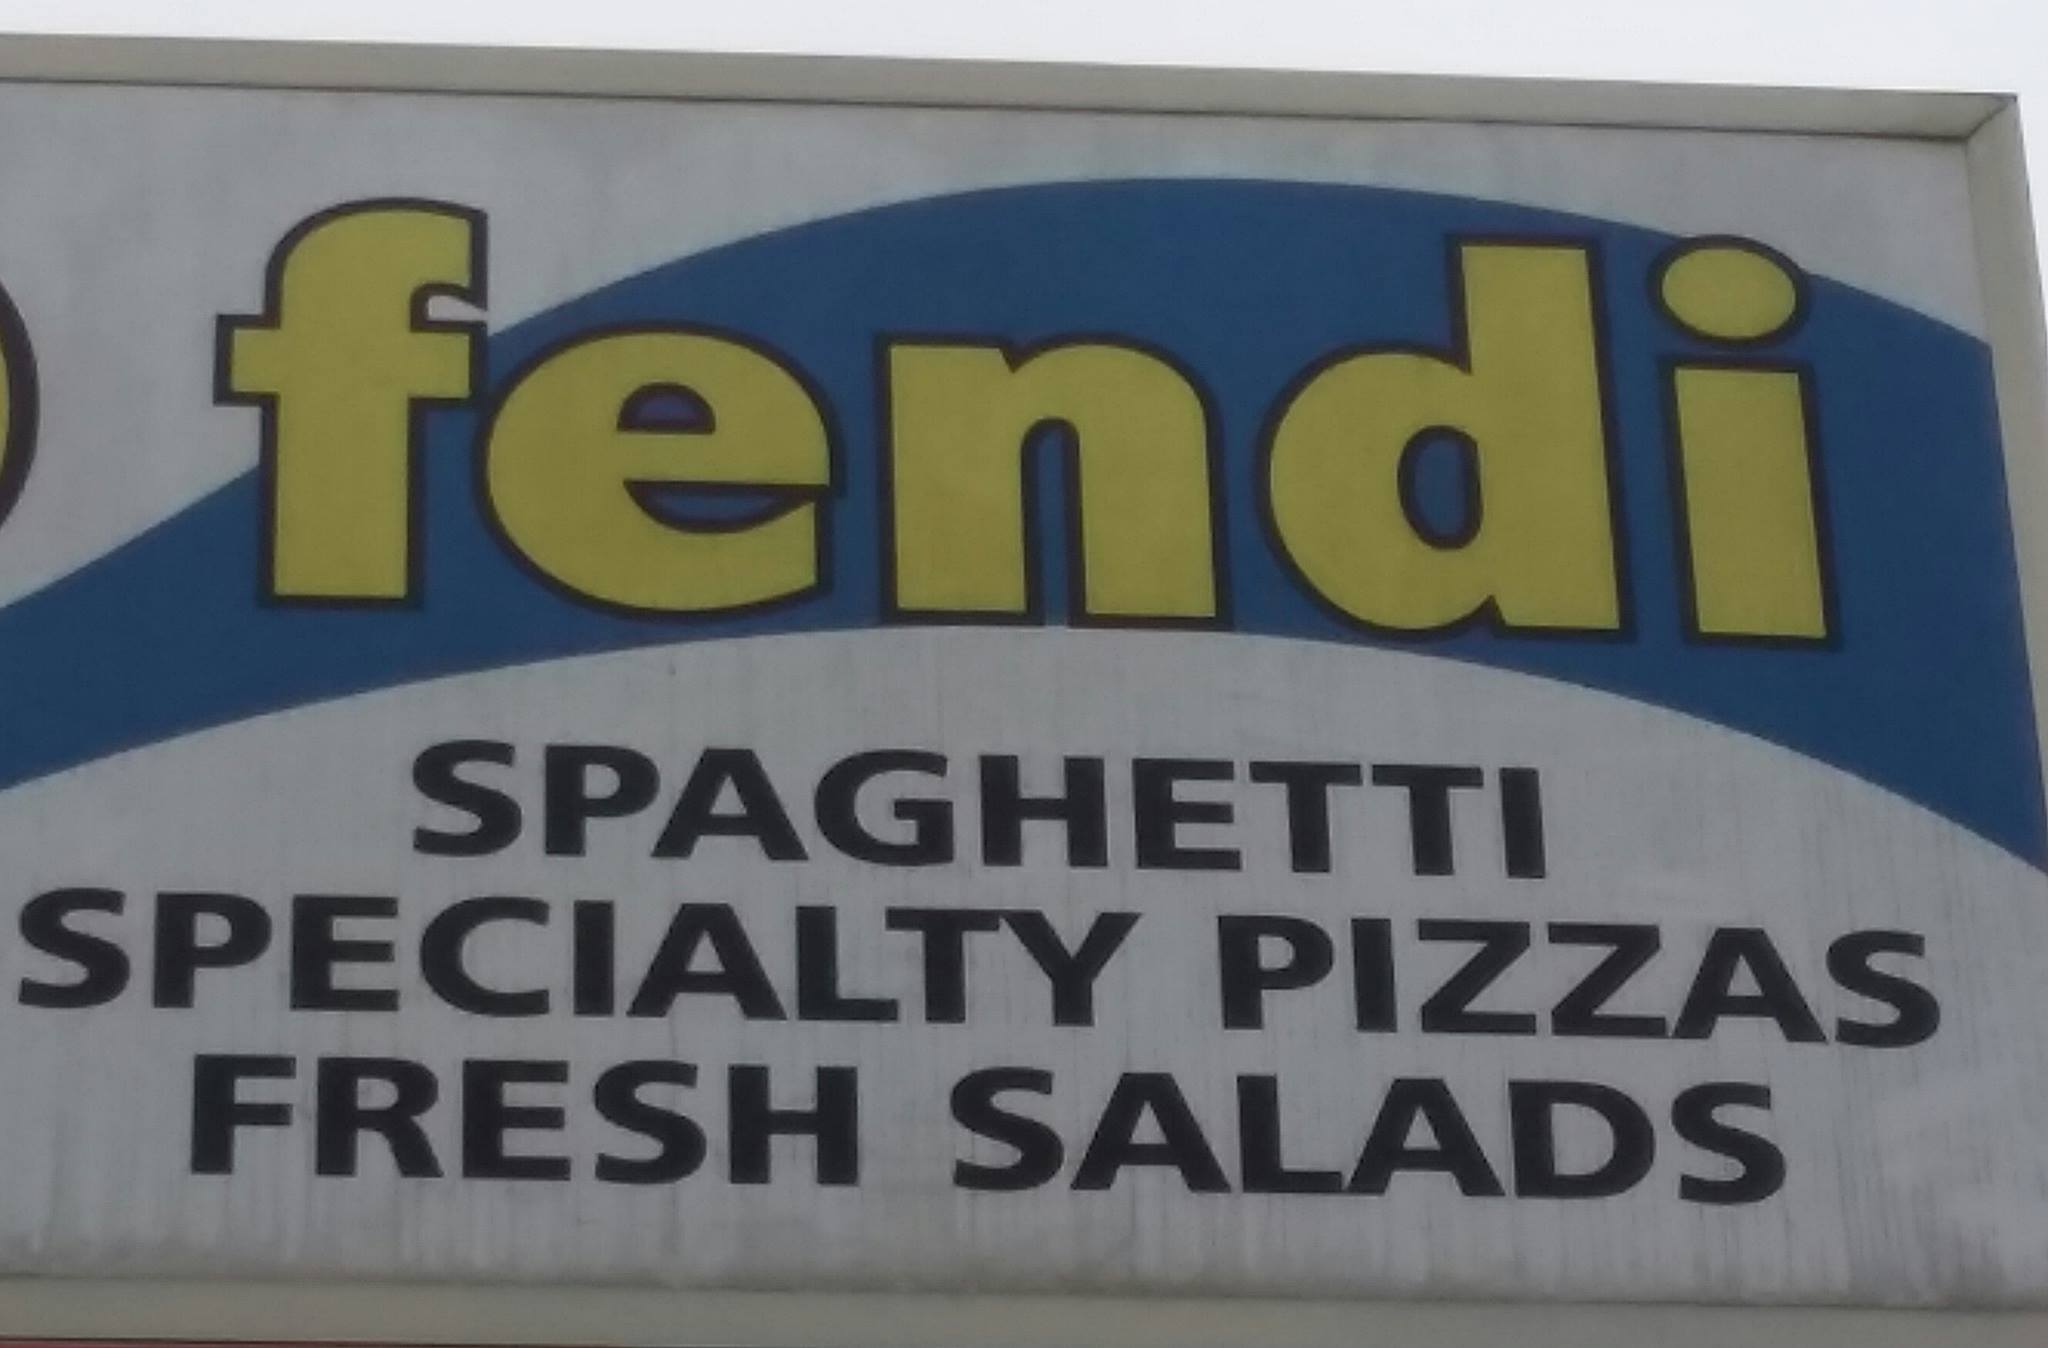 fendi
SPAGHETTI
SPECIALTY PIZZAS
FRESH SALADS